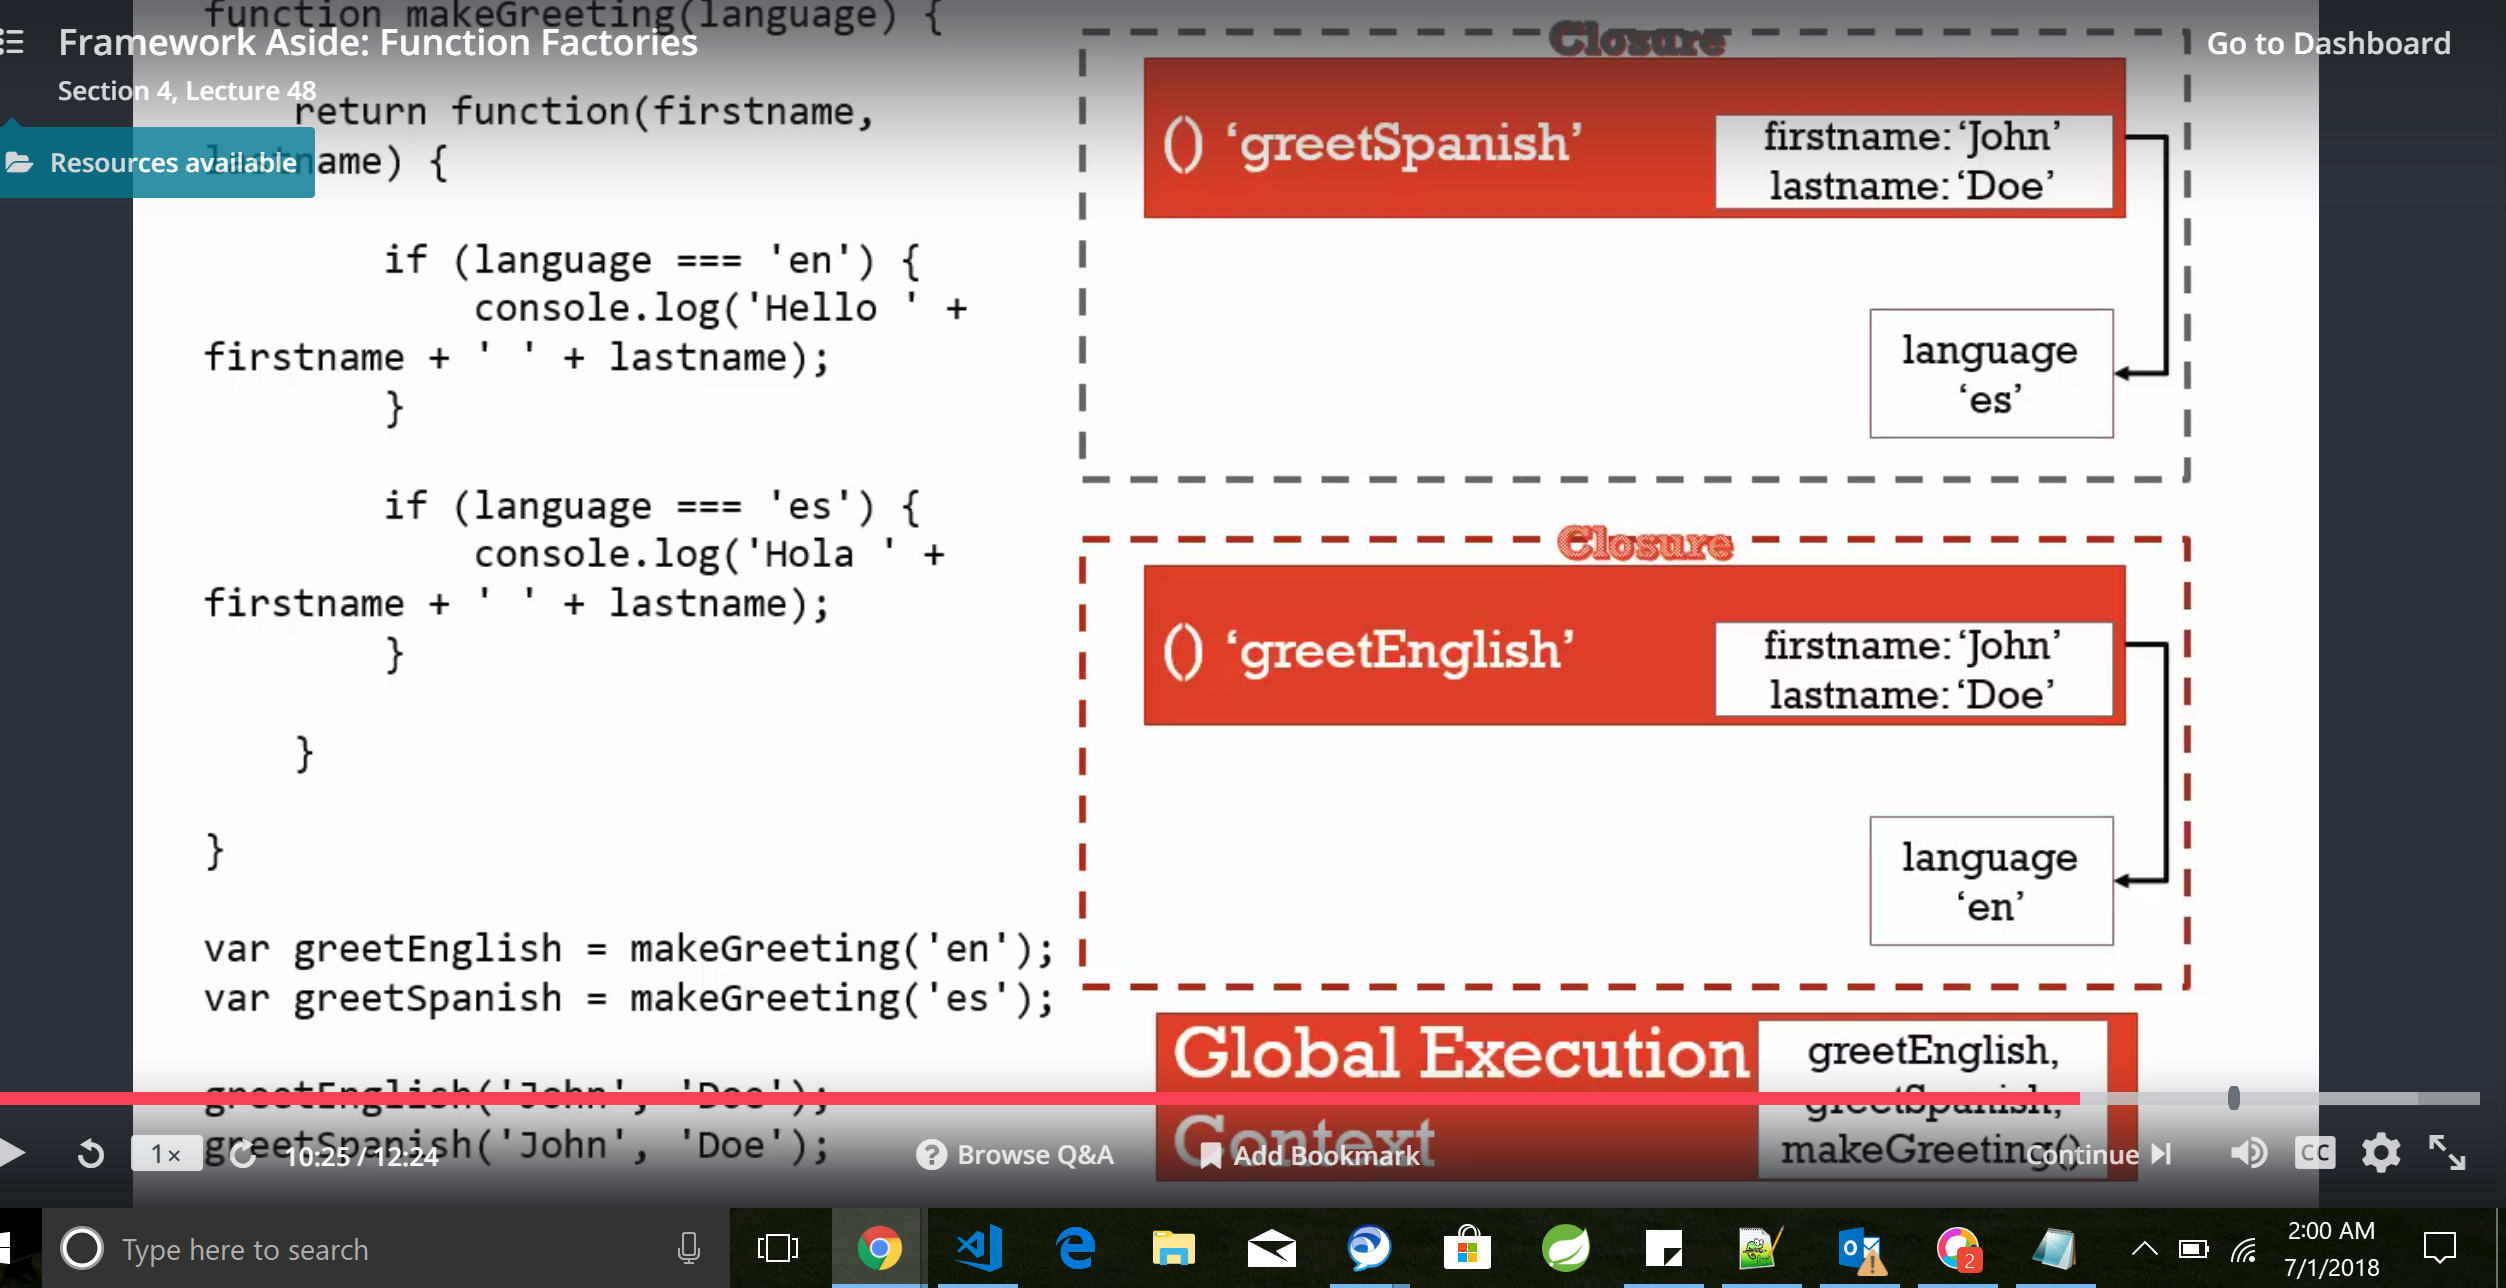 function makeGreeting(language) {
Framework Aside: Function Factories
Section 4, Lecture 48
Go to Dashboard
Resources available
return function(firstname,
name) {
if (language === 'en') {
console.log('Hello ' +
firstname + ' ' + lastname);
}
if (language === 'es') {
console.log('Hola ' +
firstname + ' ' + lastname);
}
}
}
var greetEnglish = makeGreeting('en');
var greetSpanish = makeGreeting('es');
greetEnglish('John', 'Doe');
greetSpanish('John', 'Doe');
Closure
() ‘greetSpanish’
firstname: ‘John’
lastname: ‘Doe’
language
‘es’
Closure
() ‘greetEnglish’
firstname: ‘John’
lastname: ‘Doe’
language
‘en’
Global Execution
Context
greetEnglish,
greetSpanish,
makeGreeting()
1×
10:25 / 12:24
Browse Q&A
Add Bookmark
Continue
CC
Type here to search
2
2:00 AM
7/1/2018